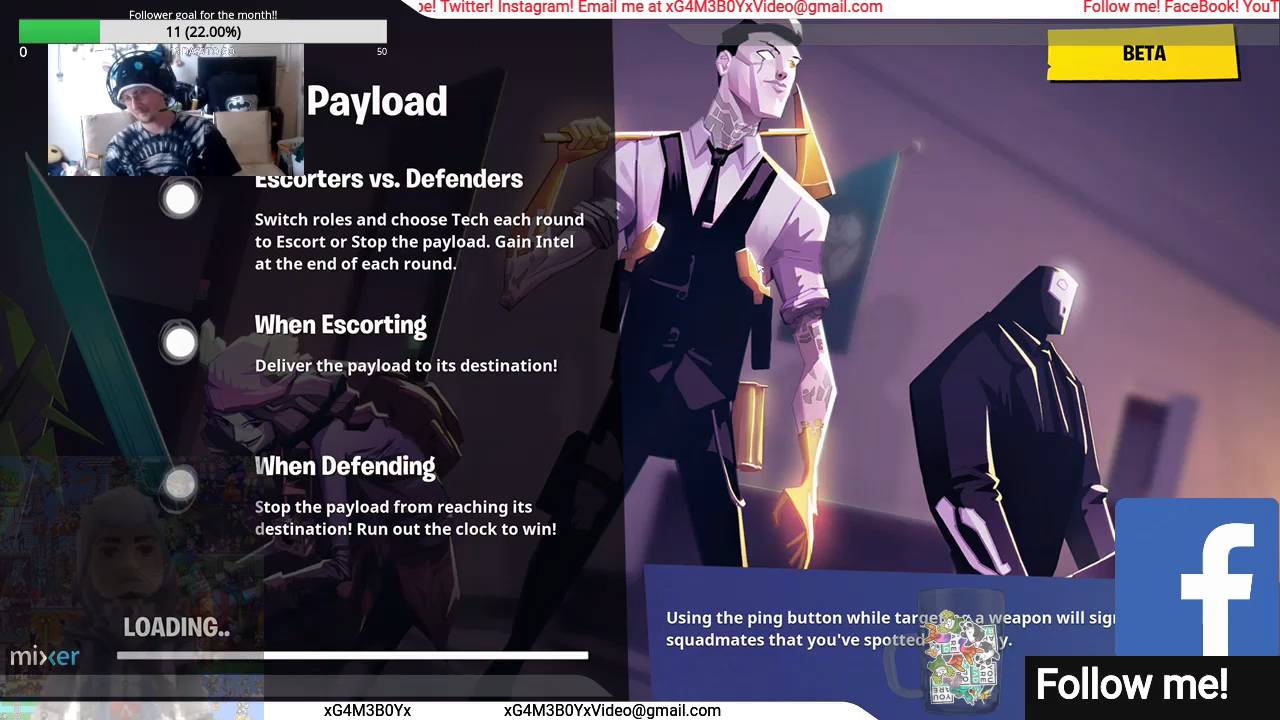 Follower goal for the month!!
11 (22.00%)
0
50
be! Twitter! Instagram! Email me at xG4M3B0YxVideo@gmail.com
Follow me! FaceBook! YouT
BETA
Payload
Escorters vs. Defenders
Switch roles and choose Tech each round
to Escort or Stop the payload. Gain Intel
at the end of each round.
When Escorting
Deliver the payload to its destination!
When Defending
Stop the payload from reaching its
destination! Run out the clock to win!
LOADING..
mixer
Using the ping button while a weapon will sign
squadmates that you've spotted
Follow me!
xG4M3B0Yx
xG4M3B0YxVideo@gmail.com